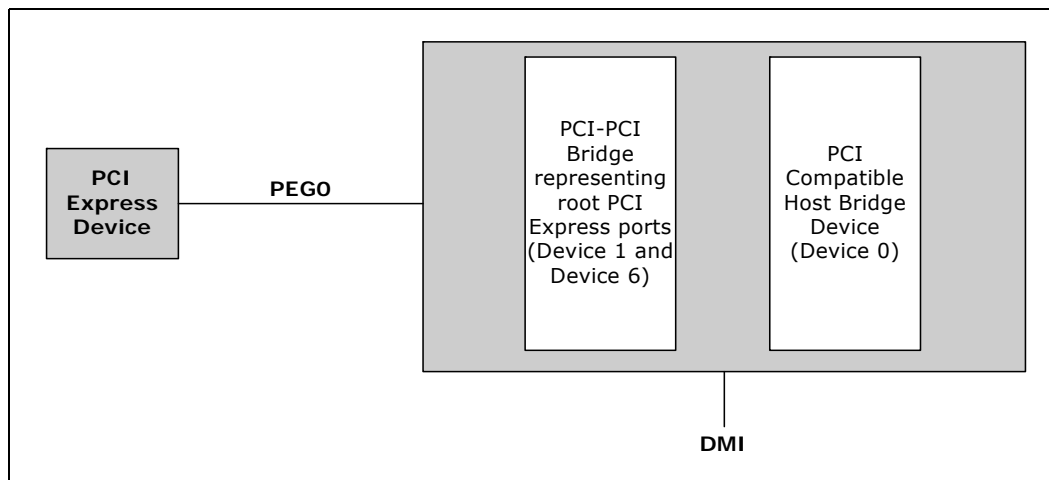 PCI
Express
Device
PEG0
PCI-PCI
Bridge
representing
root PCI
Express ports
(Device 1 and
Device 6)
PCI
Compatible
Host Bridge
Device
(Device 0)
DMI